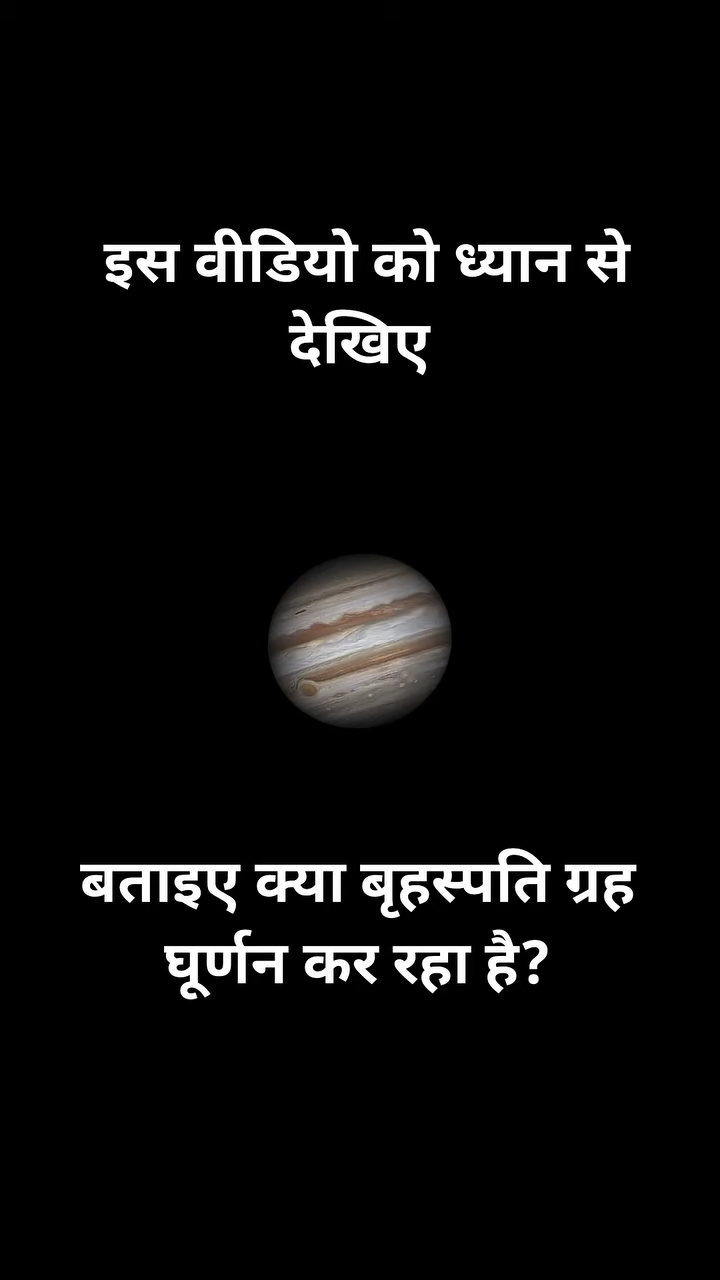 इस वीडियो को ध्यान से
देखिए
बताइए क्या बृहस्पति ग्रह
घूर्णन कर रहा है?